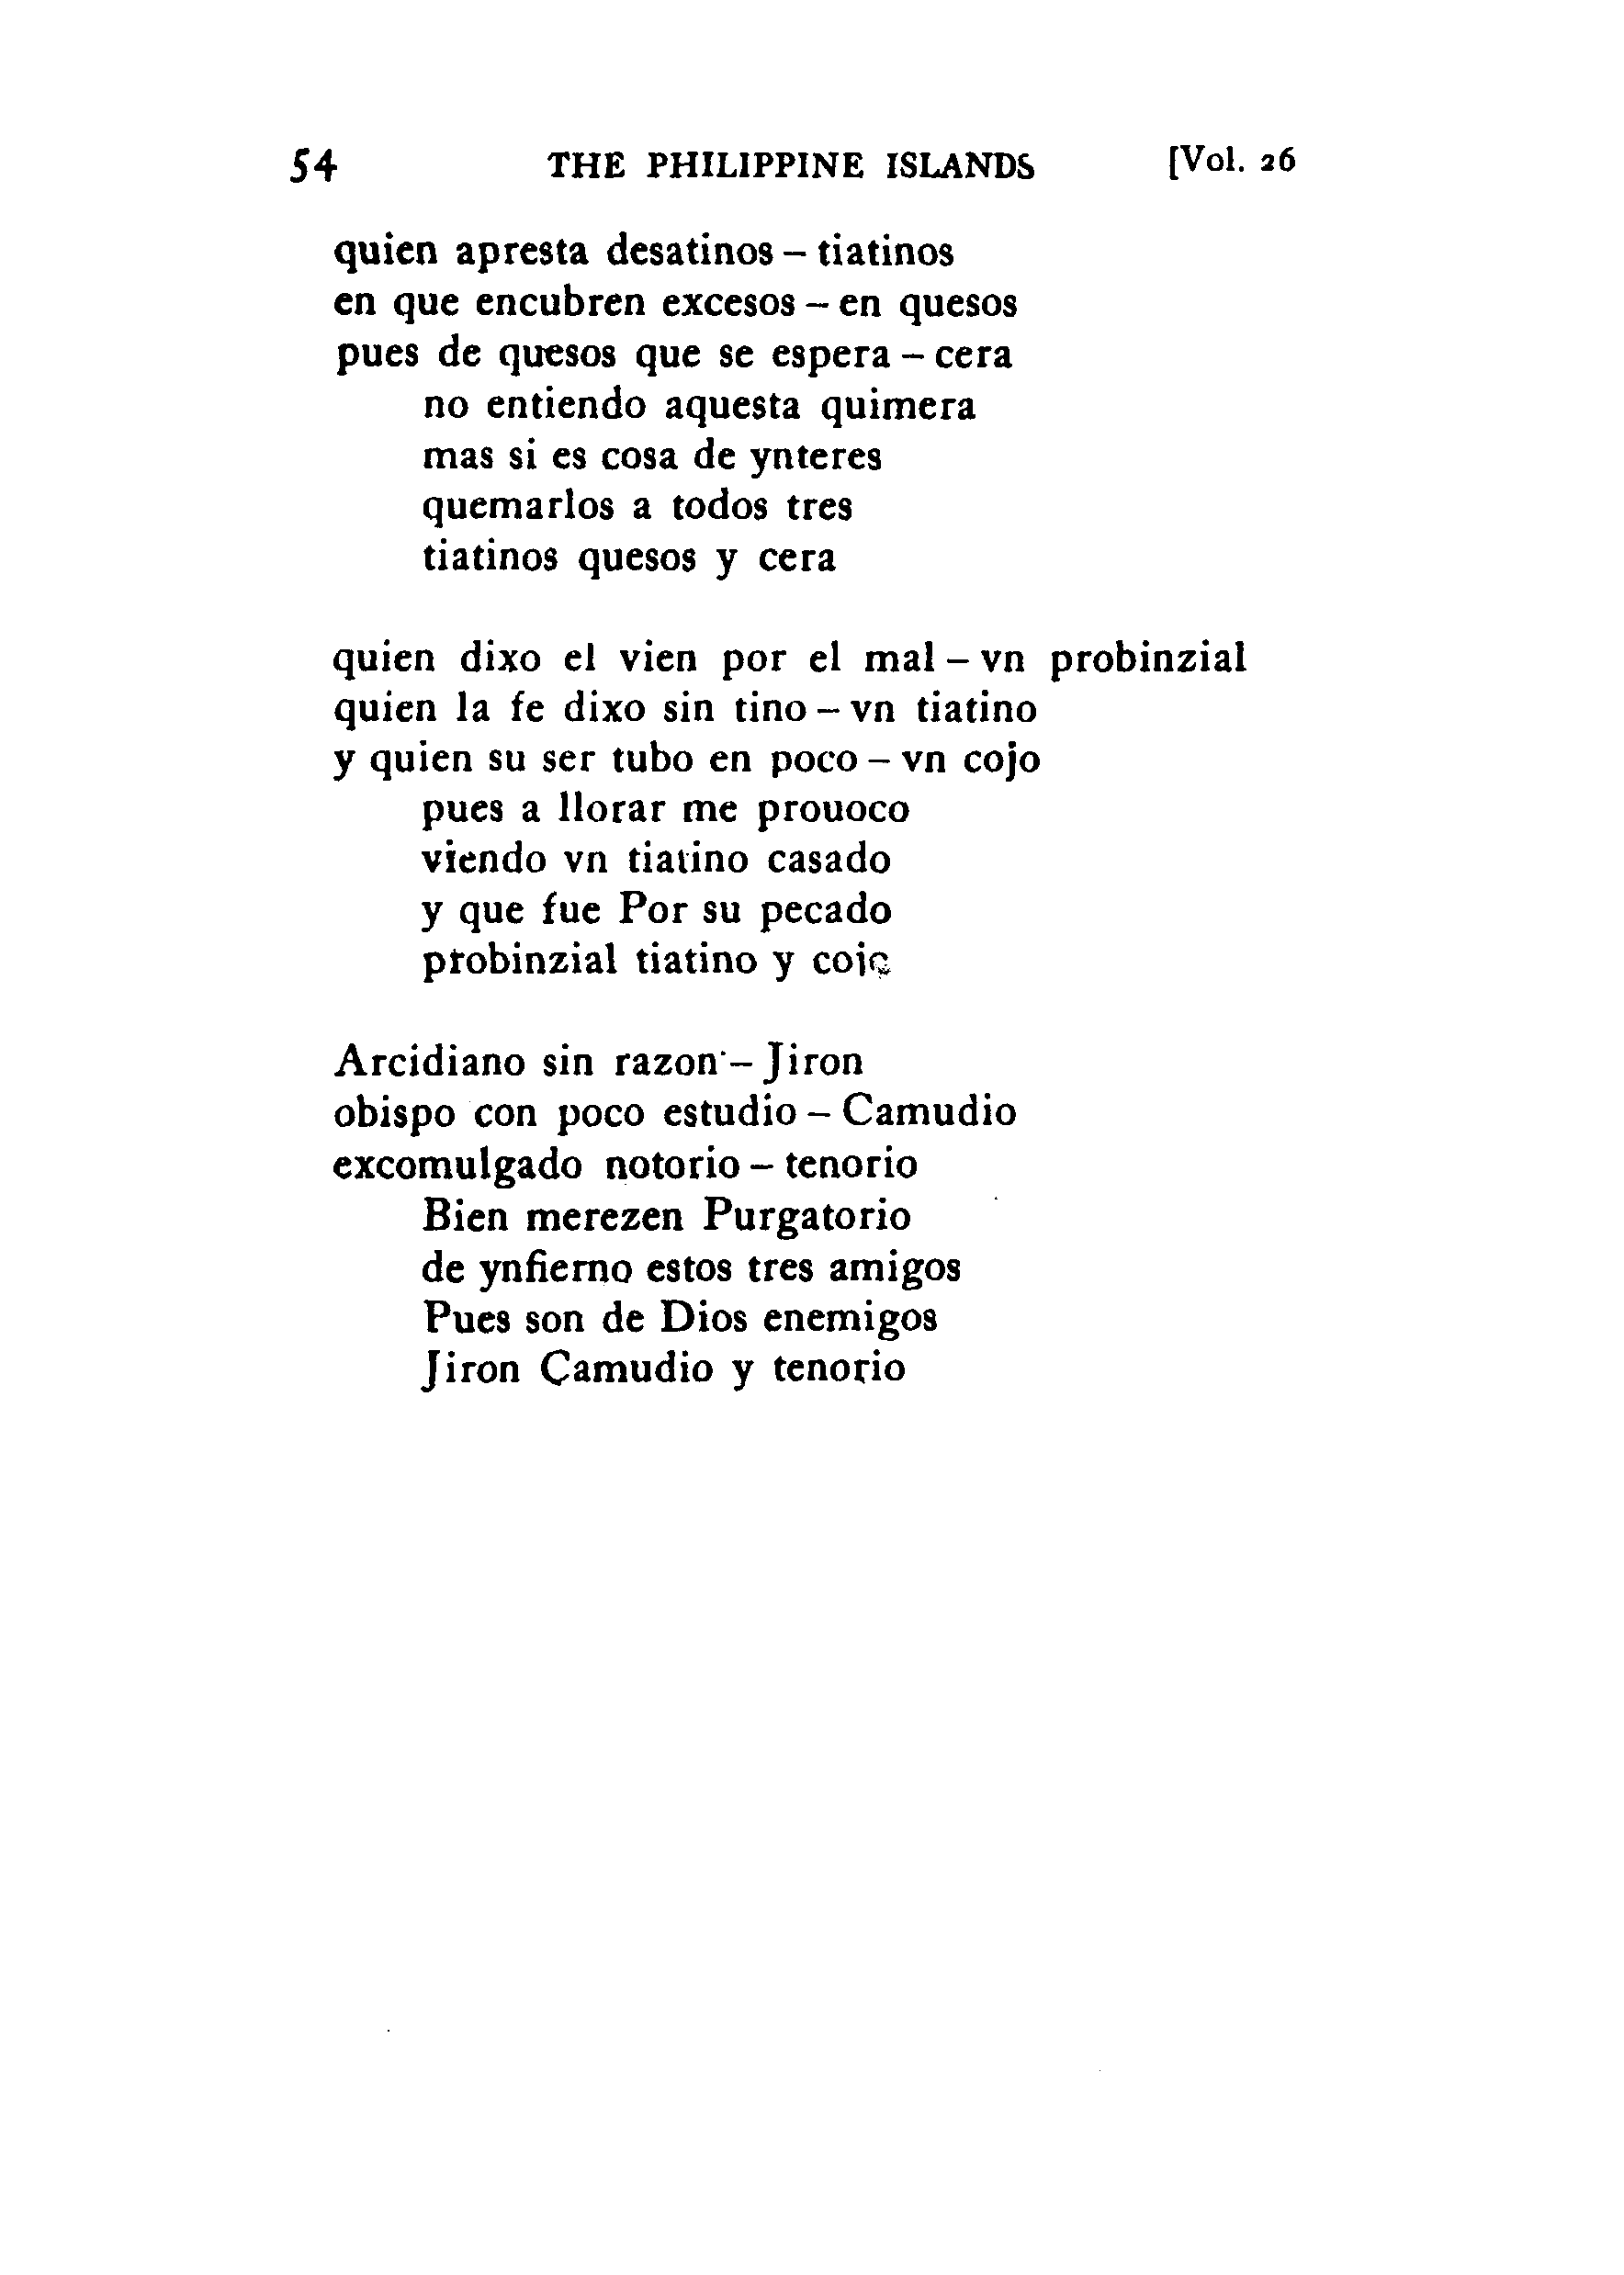 54 THE PHILIPPINE ISLANDS [Vol. 26
quien apresta desatinos – tiatinos
en que encubren excesos – en quesos
pues de quesos que se espera – cera
no entiendo aquesta quimera
mas si es cosa de ynteres
quemarlos a todos tres
tiatinos quesos y cera
quien dixo el vien por el mal – vn probinzial
quien la fe dixo sin tino – vn tiatino
y quien su ser tubo en poco – vn cojo
pues a llorar me prouoco
viendo vn tiatino casado
y que fue Por su pecado
probinzial tiatino y cojo
Arcidiano sin razon – Jiron
obispo con poco estudio – Camudio
excomulgado notorio – tenorio
Bien merezen Purgatorio
de ynfierno estos tres amigos
Pues son de Dios enemigos
Jiron Çamudio y tenorio